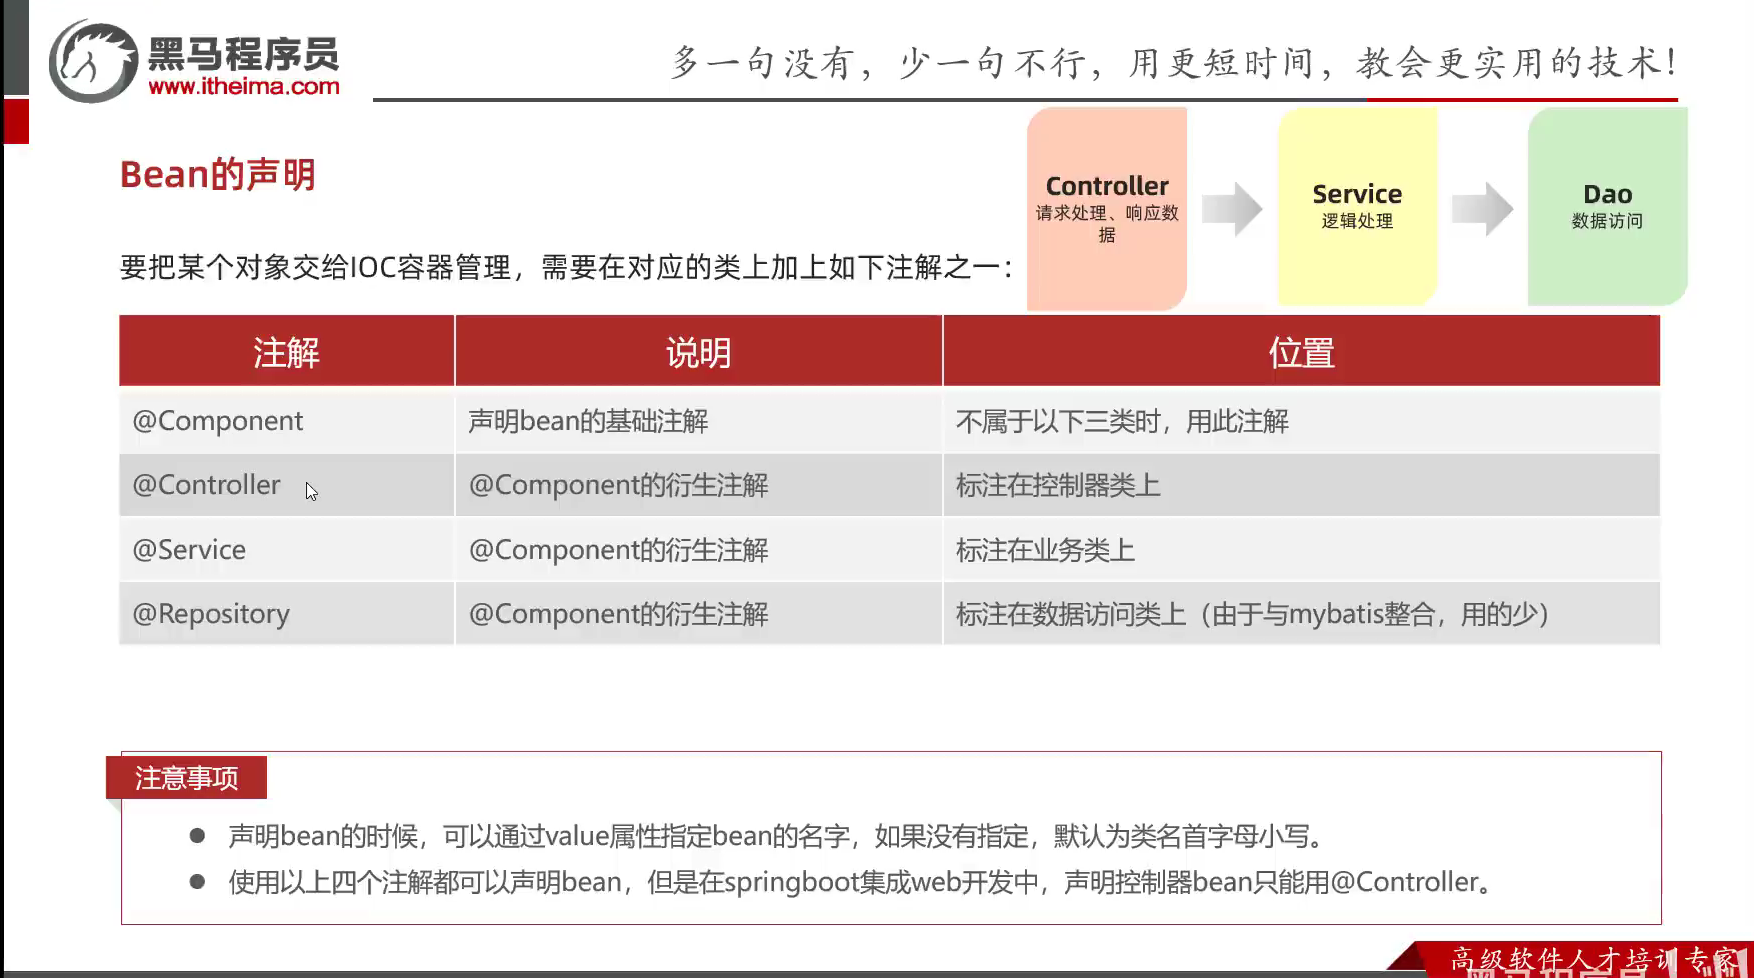 黑马程序员
www.itheima.com
多一句没有，少一句不行，用更短时间，教会更实用的技术！
Bean的声明
Controller
请求处理、响应数
据
Service
逻辑处理
Dao
数据访问
要把某个对象交给IOC容器管理，需要在对应的类上加上如下注解之一：
注解 说明 位置
@Component 声明bean的基础注解 不属于以下三类时，用此注解
@Controller @Component的衍生注解 标注在控制器类上
@Service @Component的衍生注解 标注在业务类上
@Repository @Component的衍生注解 标注在数据访问类上（由于与mybatis整合，用的少）
注意事项
● 声明bean的时候，可以通过value属性指定bean的名字，如果没有指定，默认为类名首字母小写。
● 使用以上四个注解都可以声明bean，但是在springboot集成web开发中，声明控制器bean只能用@Controller。
高级软件人才培训专家